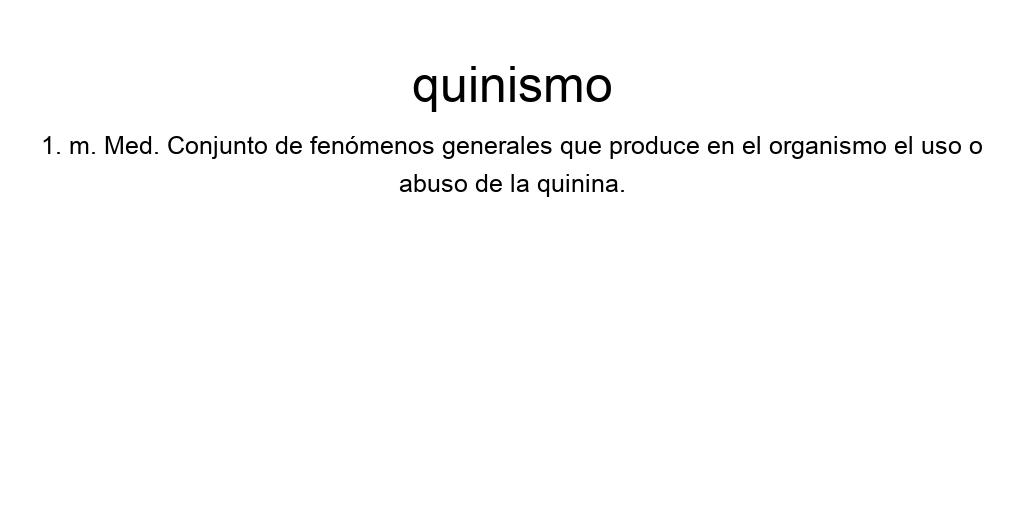 quinismo
1. m. Med. Conjunto de fenómenos generales que produce en el organismo el uso o
abuso de la quinina.